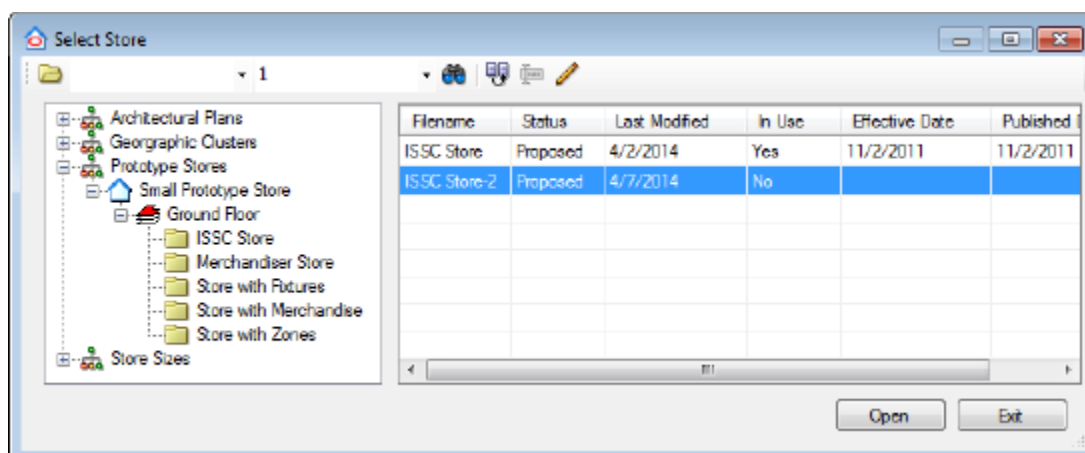 Select Store
1
Architectural Plans
Georgraphic Clusters
Prototype Stores
Small Prototype Store
Ground Floor
ISSC Store
Merchandiser Store
Store with Fixtures
Store with Merchandise
Store with Zones
Store Sizes
Filename Status Last Modified In Use Effective Date Published
ISSC Store Proposed 4/2/2014 Yes 11/2/2011 11/2/2011
ISSC Store-2 Proposed 4/7/2014 No
Open Exit